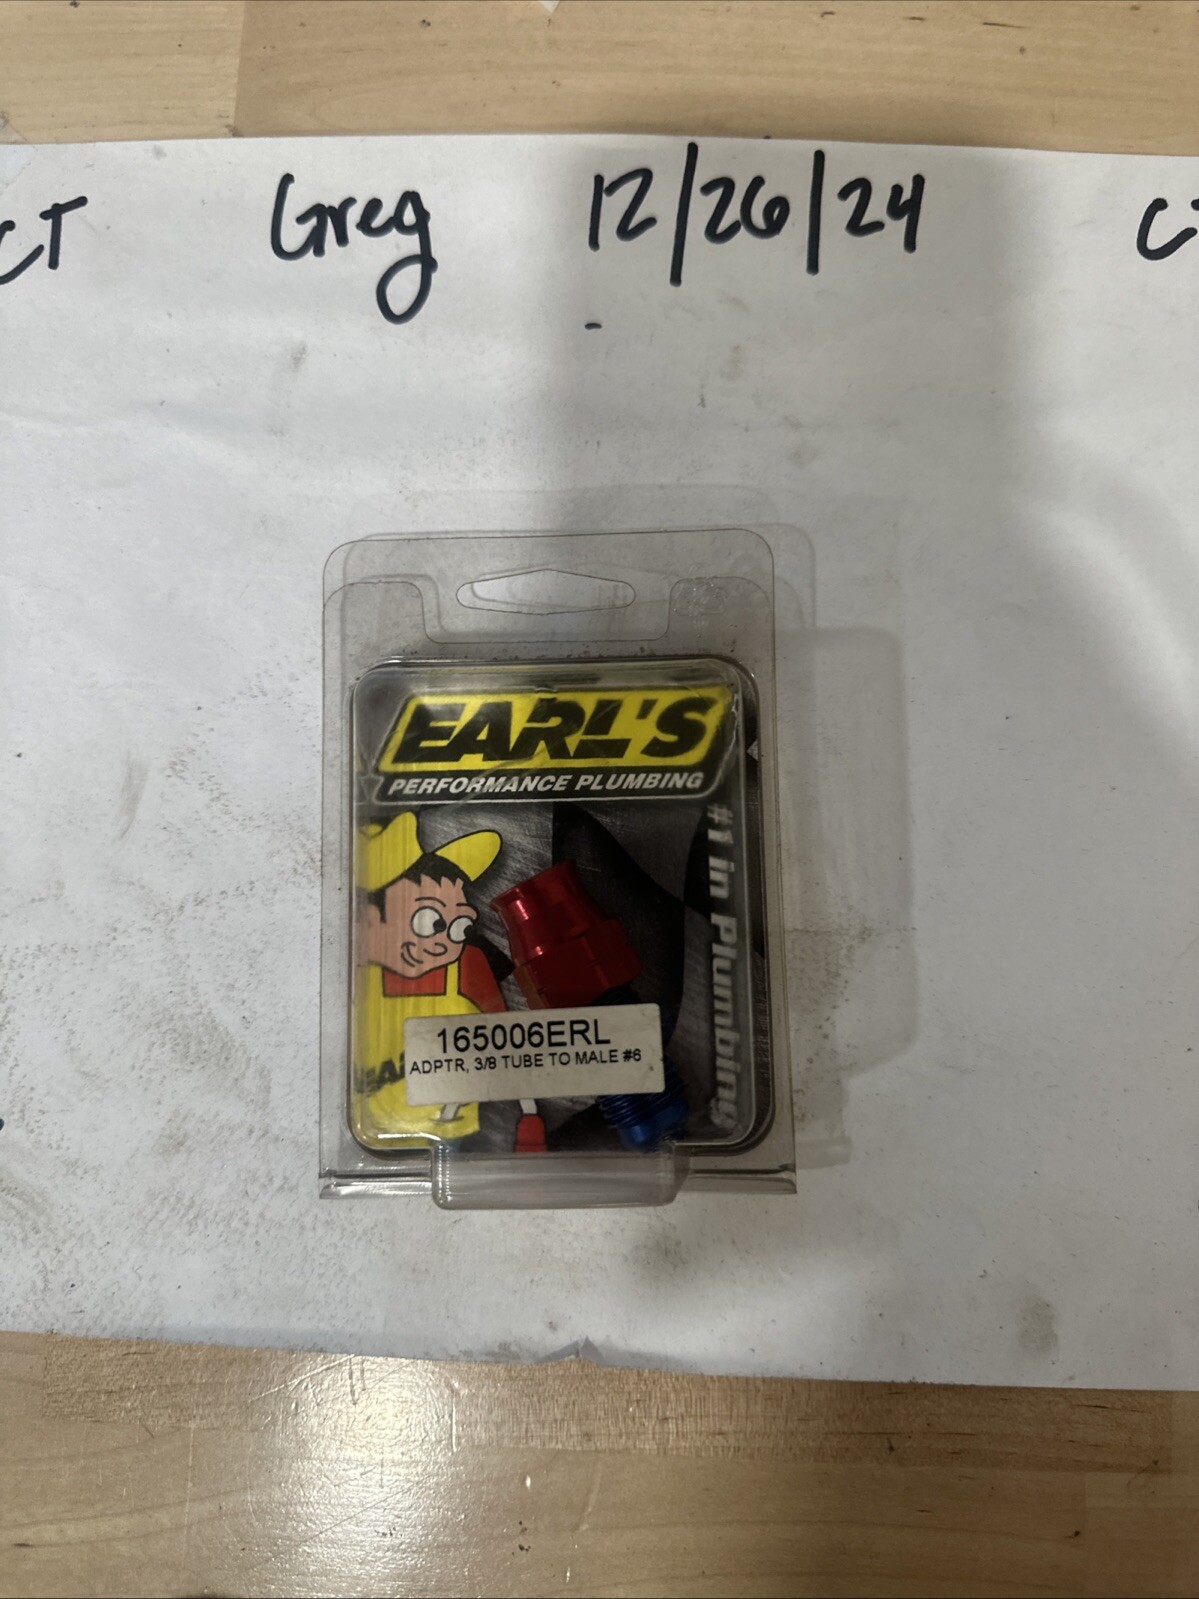 CT Greg 12/26/24
EARL'S
PERFORMANCE PLUMBING
#1 in Plumbing
165006ERL
ADPTR, 3/8 TUBE TO MALE #6